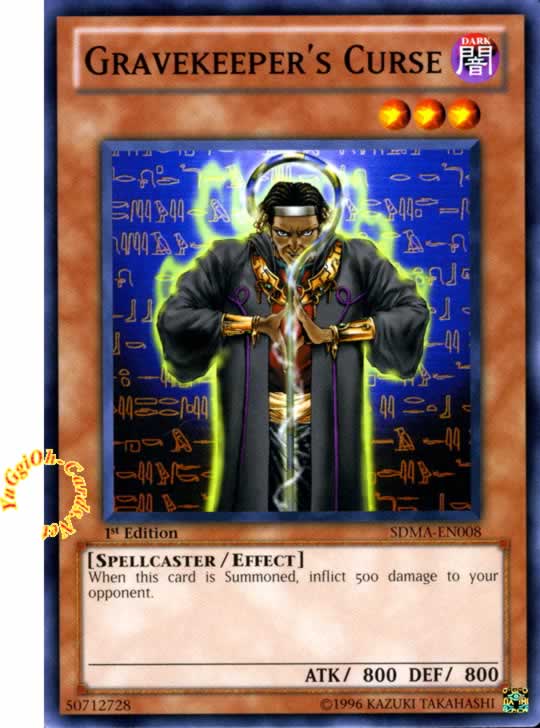 GRAVEKEEPER'S CURSE
DARK
闇
1st Edition
SDMA-EN008
[SPELLCASTER / EFFECT]
When this card is Summoned, inflict 500 damage to your
opponent.
ATK/ 800 DEF/ 800
50712728
©1996 KAZUKI TAKAHASHI
YuGgiOh-Cards.Net